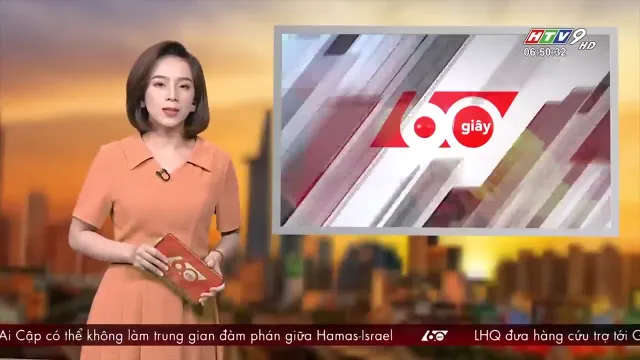 HTV9 HD
06:50:32
60 giây
Ai Cập có thể không làm trung gian đàm phán giữa Hamas-Israel 60 LHQ đưa hàng cứu trợ tới